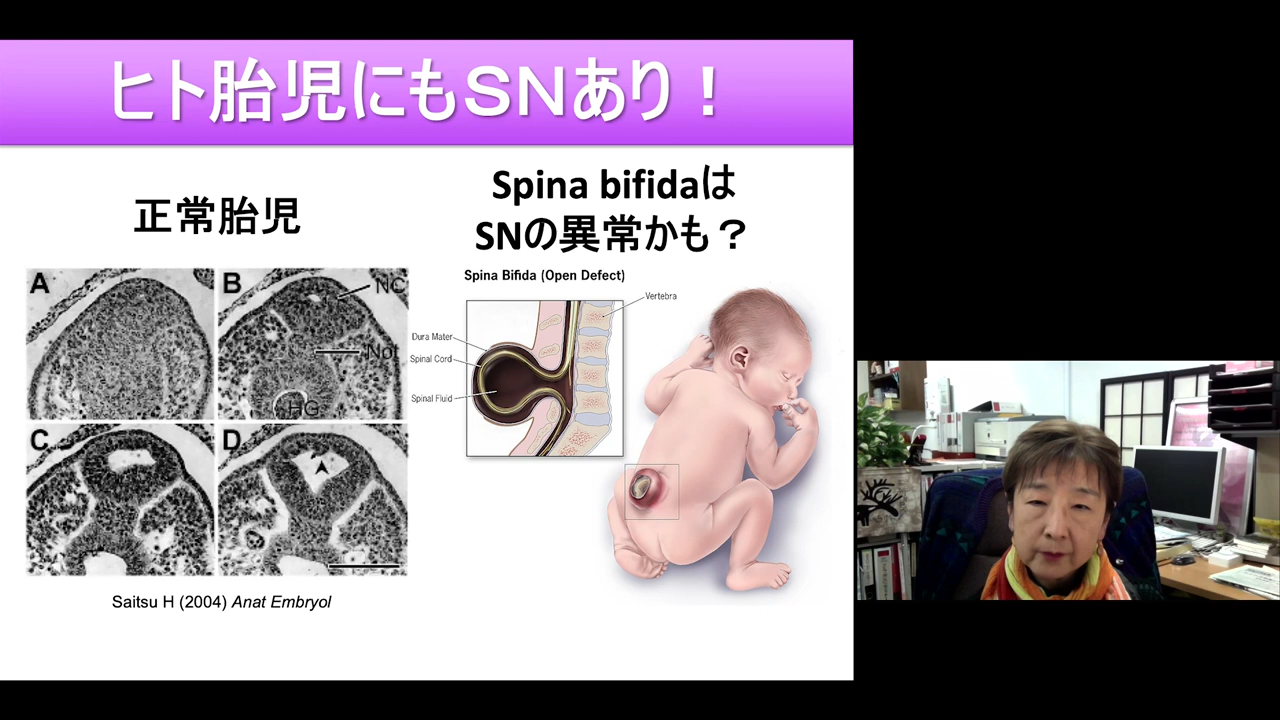 ヒト胎児にもSNあり！
正常胎児
Spina bifidaは
SNの異常かも？
Spina Bifida (Open Defect)
Vertebra
Dura Mater
Spinal Cord
Spinal Fluid
A
B
NC
Not
HG
C
D
Saitsu H (2004) Anat Embryol